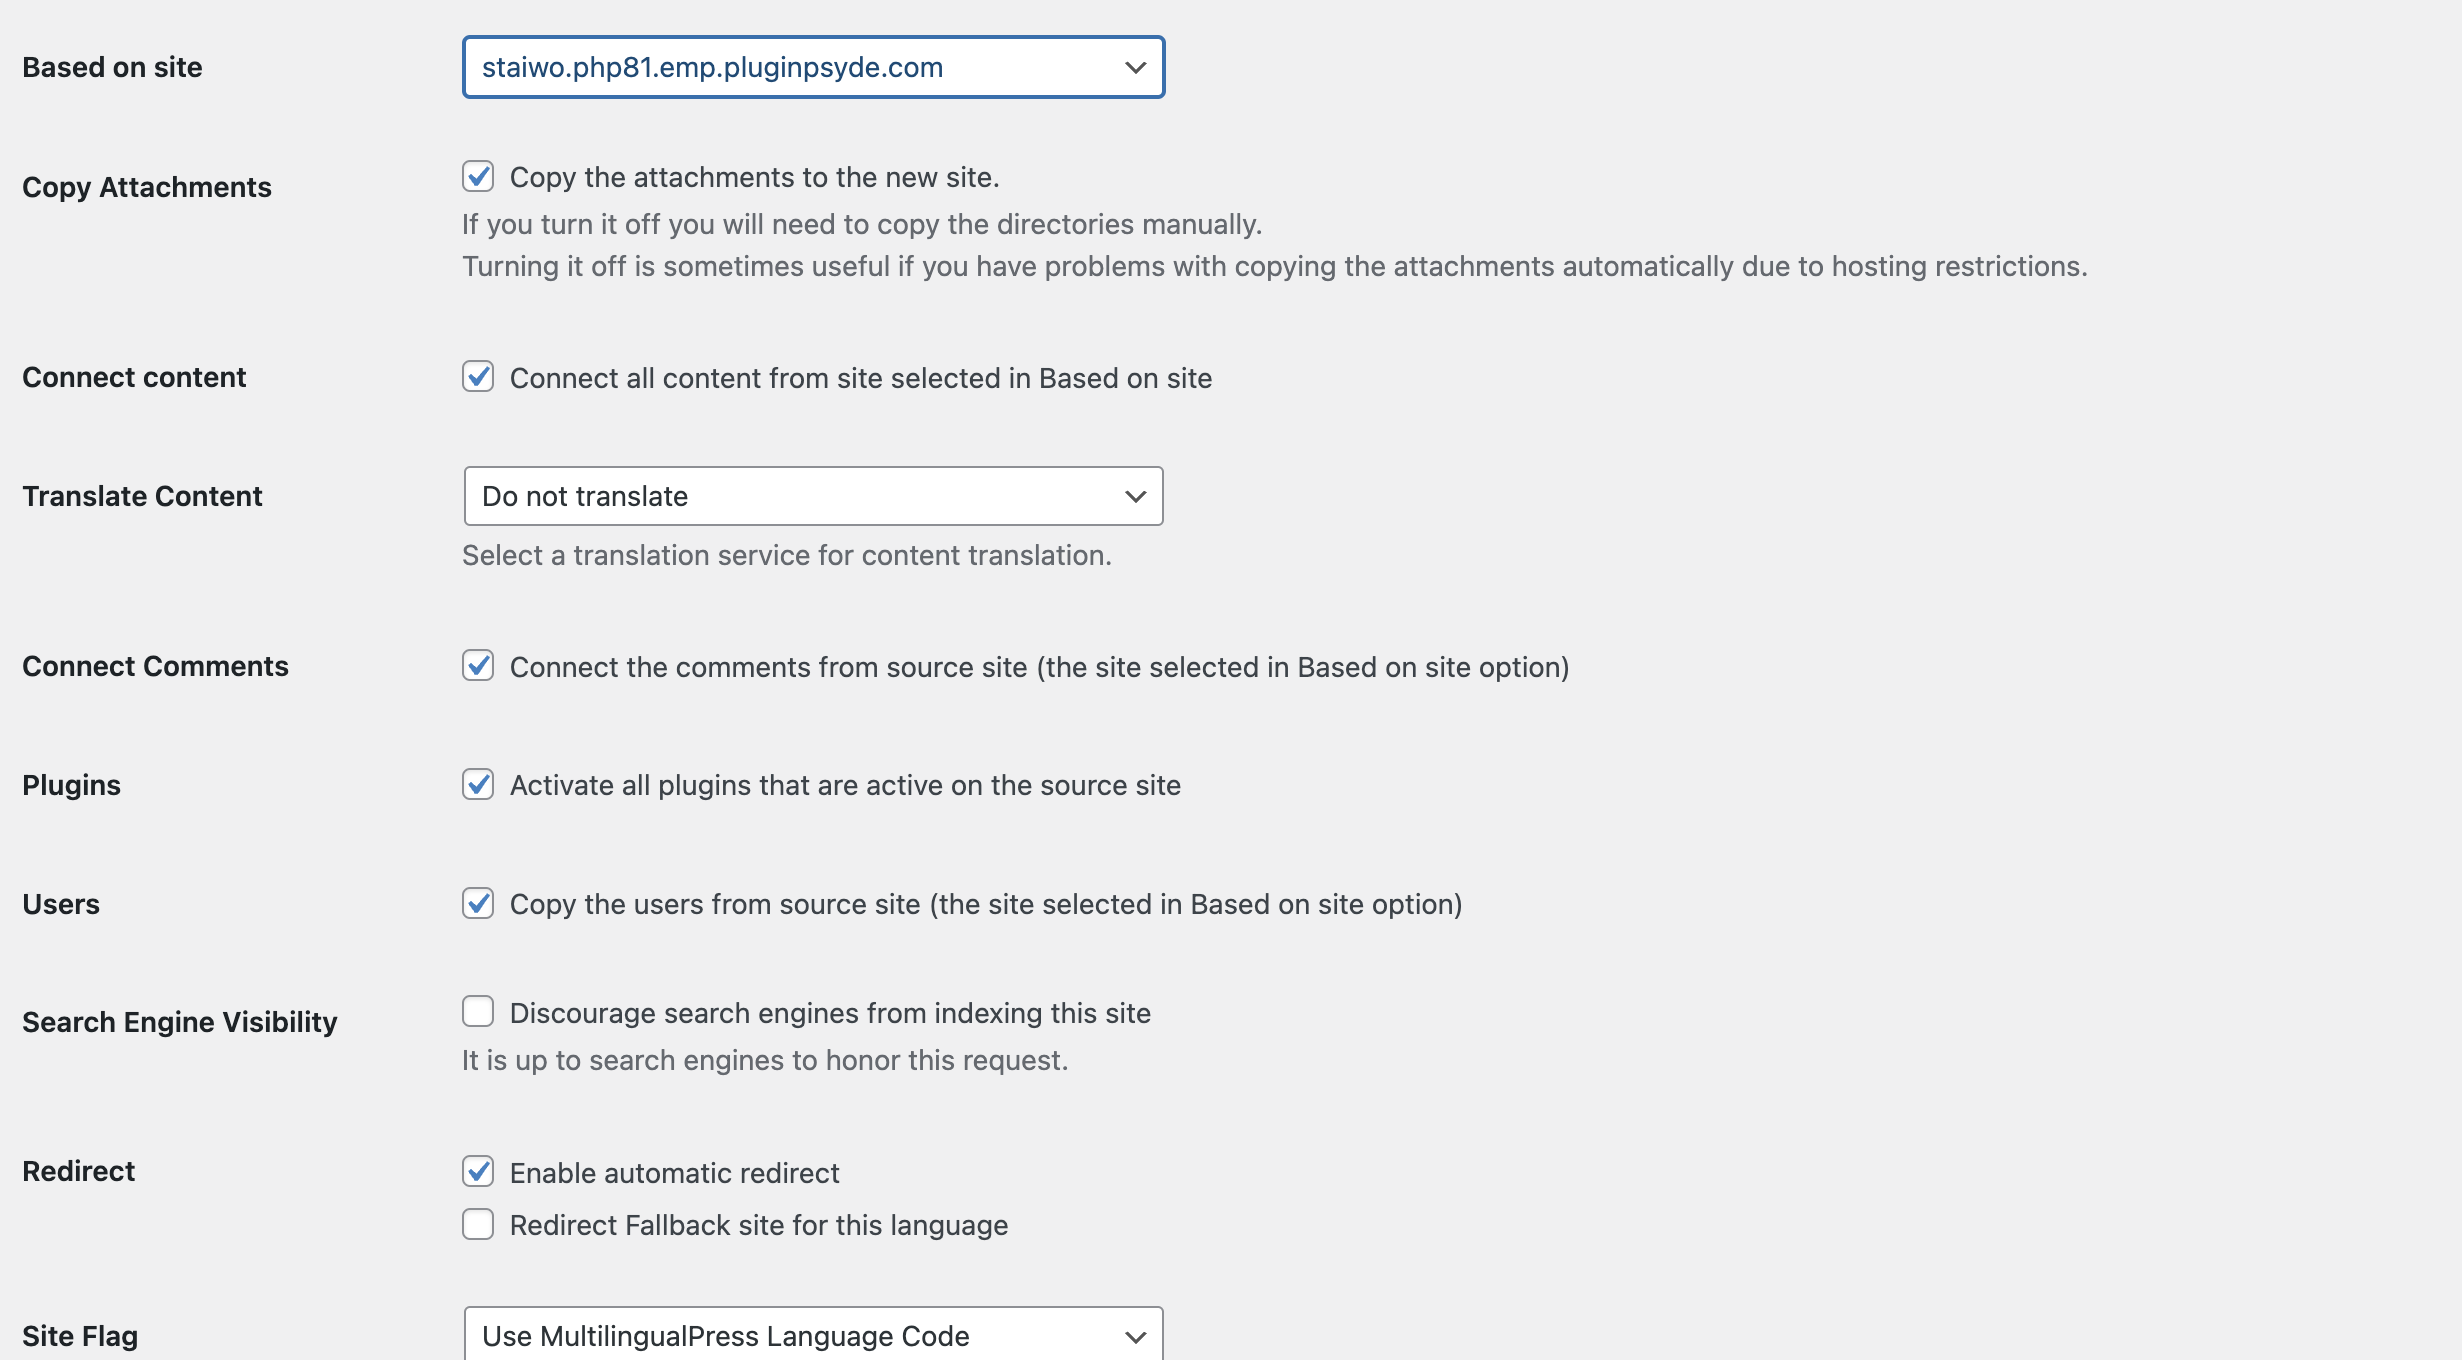 Based on site
staiwo.php81.emp.pluginpsyde.com
Copy Attachments
Copy the attachments to the new site.
If you turn it off you will need to copy the directories manually.
Turning it off is sometimes useful if you have problems with copying the attachments automatically due to hosting restrictions.
Connect content
Connect all content from site selected in Based on site
Translate Content
Do not translate
Select a translation service for content translation.
Connect Comments
Connect the comments from source site (the site selected in Based on site option)
Plugins
Activate all plugins that are active on the source site
Users
Copy the users from source site (the site selected in Based on site option)
Search Engine Visibility
Discourage search engines from indexing this site
It is up to search engines to honor this request.
Redirect
Enable automatic redirect
Redirect Fallback site for this language
Site Flag
Use MultilingualPress Language Code